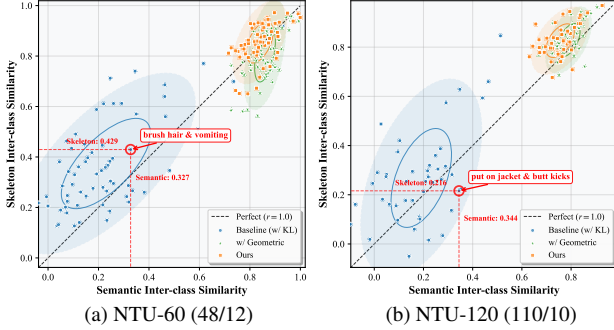 1.0
0.8
0.6
0.4
0.2
0.0
Skeleton Inter-class Similarity
Skeleton: 0.429
brush hair & vomiting
Semantic: 0.327
Perfect (r = 1.0)
Baseline (w/ KL)
w/ Geometric
Ours
0.0 0.2 0.4 0.6 0.8 1.0
Semantic Inter-class Similarity
(a) NTU-60 (48/12)
1.0
0.8
0.6
0.4
0.2
0.0
Skeleton Inter-class Similarity
Skeleton: 0.216
put on jacket & butt kicks
Semantic: 0.344
Perfect (r = 1.0)
Baseline (w/ KL)
w/ Geometric
Ours
0.0 0.2 0.4 0.6 0.8
Semantic Inter-class Similarity
(b) NTU-120 (110/10)